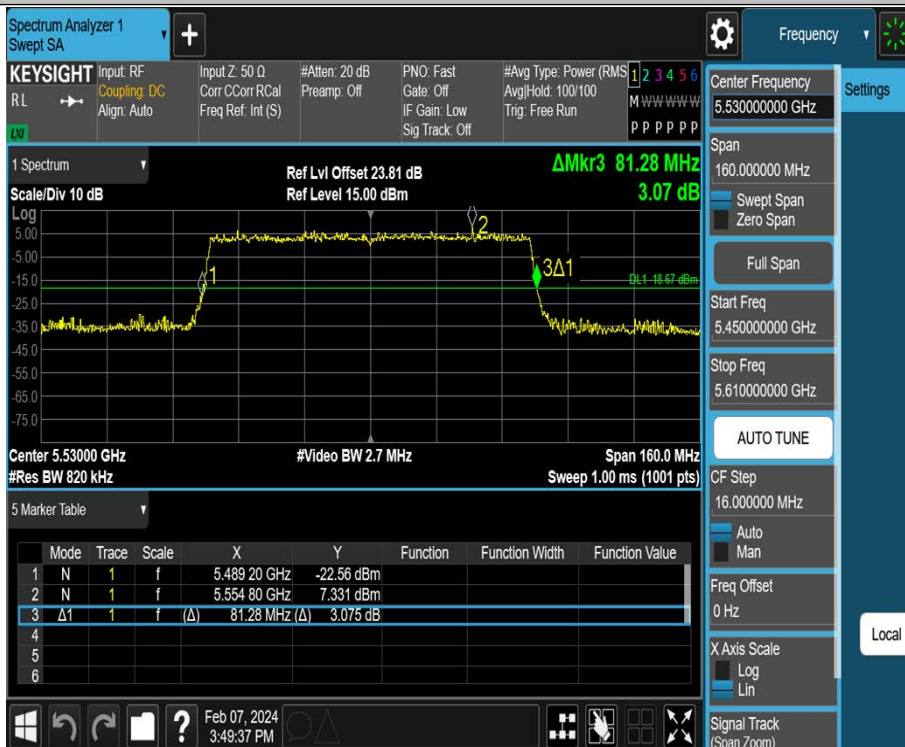 Spectrum Analyzer 1
Swept SA
Frequency
KEYSIGHT
RL
LXI
Input: RF
Coupling: DC
Align: Auto
Input Z: 50 Ω
Corr CCorr RCal
Freq Ref: Int (S)
#Atten: 20 dB
Preamp: Off
PNO: Fast
Gate: Off
IF Gain: Low
Sig Track: Off
#Avg Type: Power (RMS
Avg|Hold: 100/100
Trig: Free Run
1 2 3 4 5 6
M W W W W W
P P P P P P
1 Spectrum
Scale/Div 10 dB
Ref Lvl Offset 23.81 dB
Ref Level 15.00 dBm
ΔMkr3 81.28 MHz
3.07 dB
Log
5.00
-5.00
-15.0
-25.0
-35.0
-45.0
-55.0
-65.0
-75.0
1
2
3Δ1
DL1 -18.67 dBm
Center 5.53000 GHz
#Res BW 820 kHz
#Video BW 2.7 MHz
Span 160.0 MHz
Sweep 1.00 ms (1001 pts)
5 Marker Table
Mode Trace Scale X Y Function Function Width Function Value
1 N 1 f 5.489 20 GHz -22.56 dBm
2 N 1 f 5.554 80 GHz 7.331 dBm
3 Δ1 1 f (Δ) 81.28 MHz (Δ) 3.075 dB
4
5
6
Feb 07, 2024
3:49:37 PM
?
Center Frequency
5.530000000 GHz
Span
160.000000 MHz
Swept Span
Zero Span
Full Span
Start Freq
5.450000000 GHz
Stop Freq
5.610000000 GHz
AUTO TUNE
CF Step
16.000000 MHz
Auto
Man
Freq Offset
0 Hz
X Axis Scale
Log
Lin
Signal Track
(Span Zoom)
Settings
Local